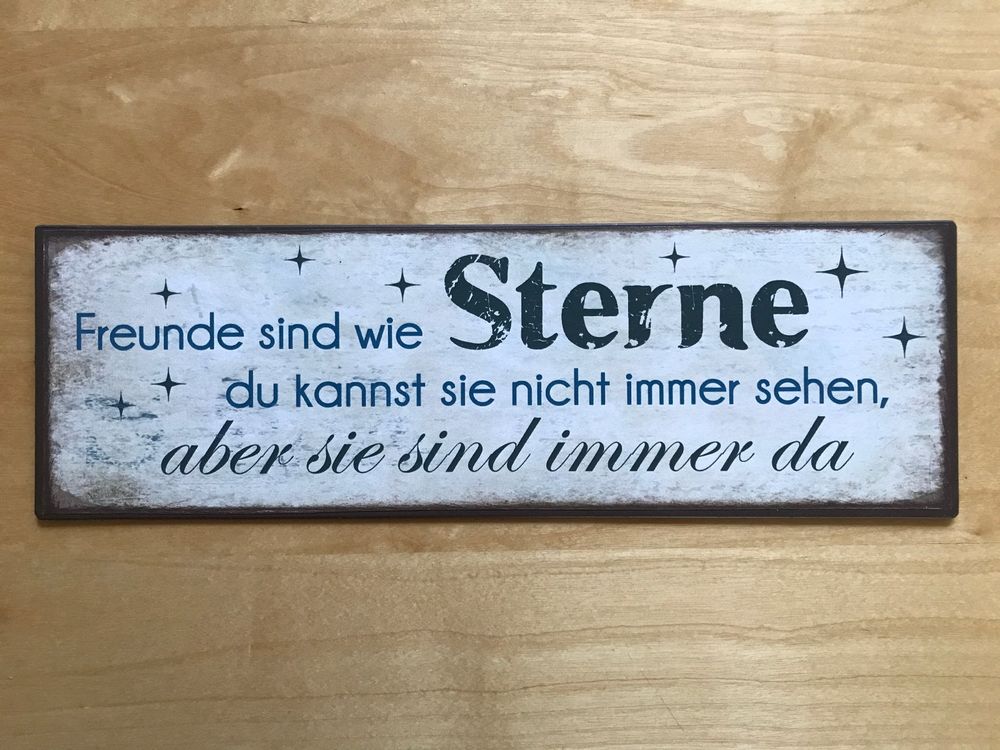 Freunde sind wie Sterne
du kannst sie nicht immer sehen,
aber sie sind immer da